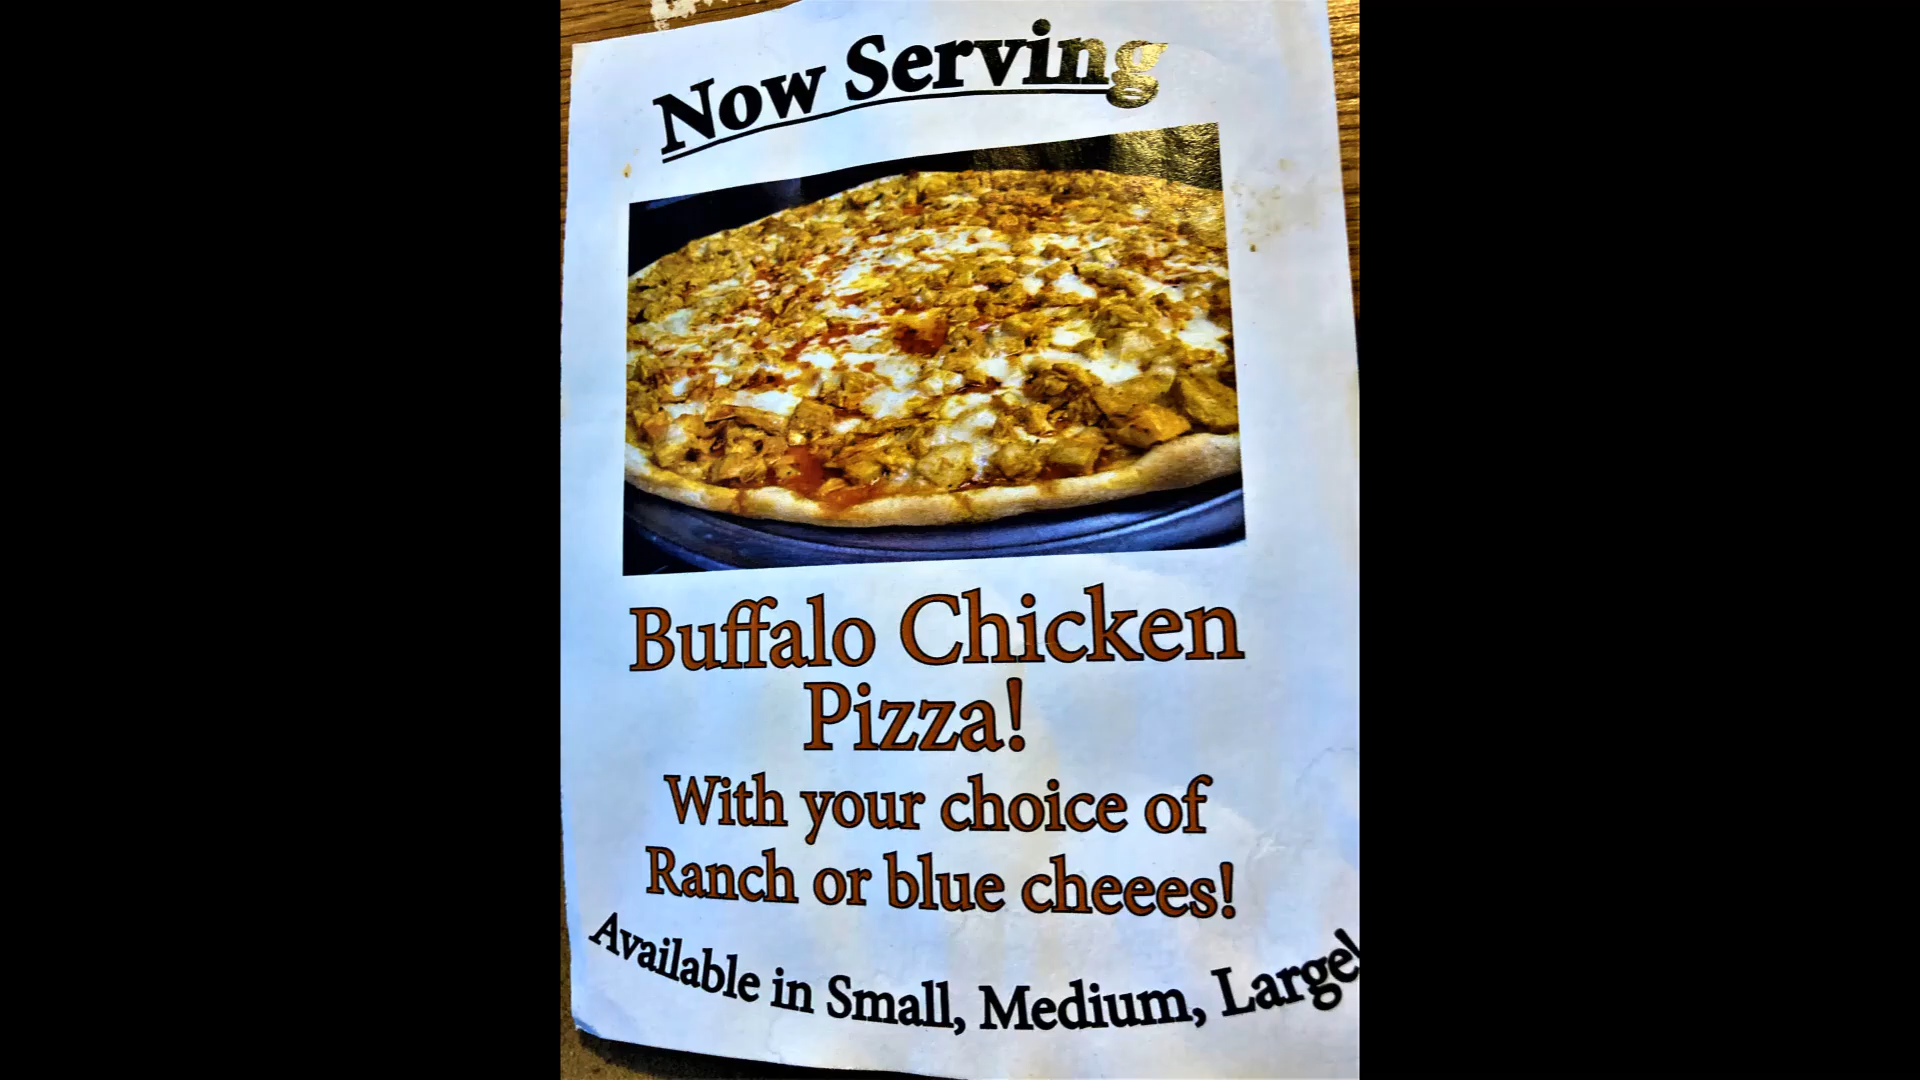 Now Serving
Buffalo Chicken
Pizza!
With your choice of
Ranch or blue cheees!
Available in Small, Medium, Large!